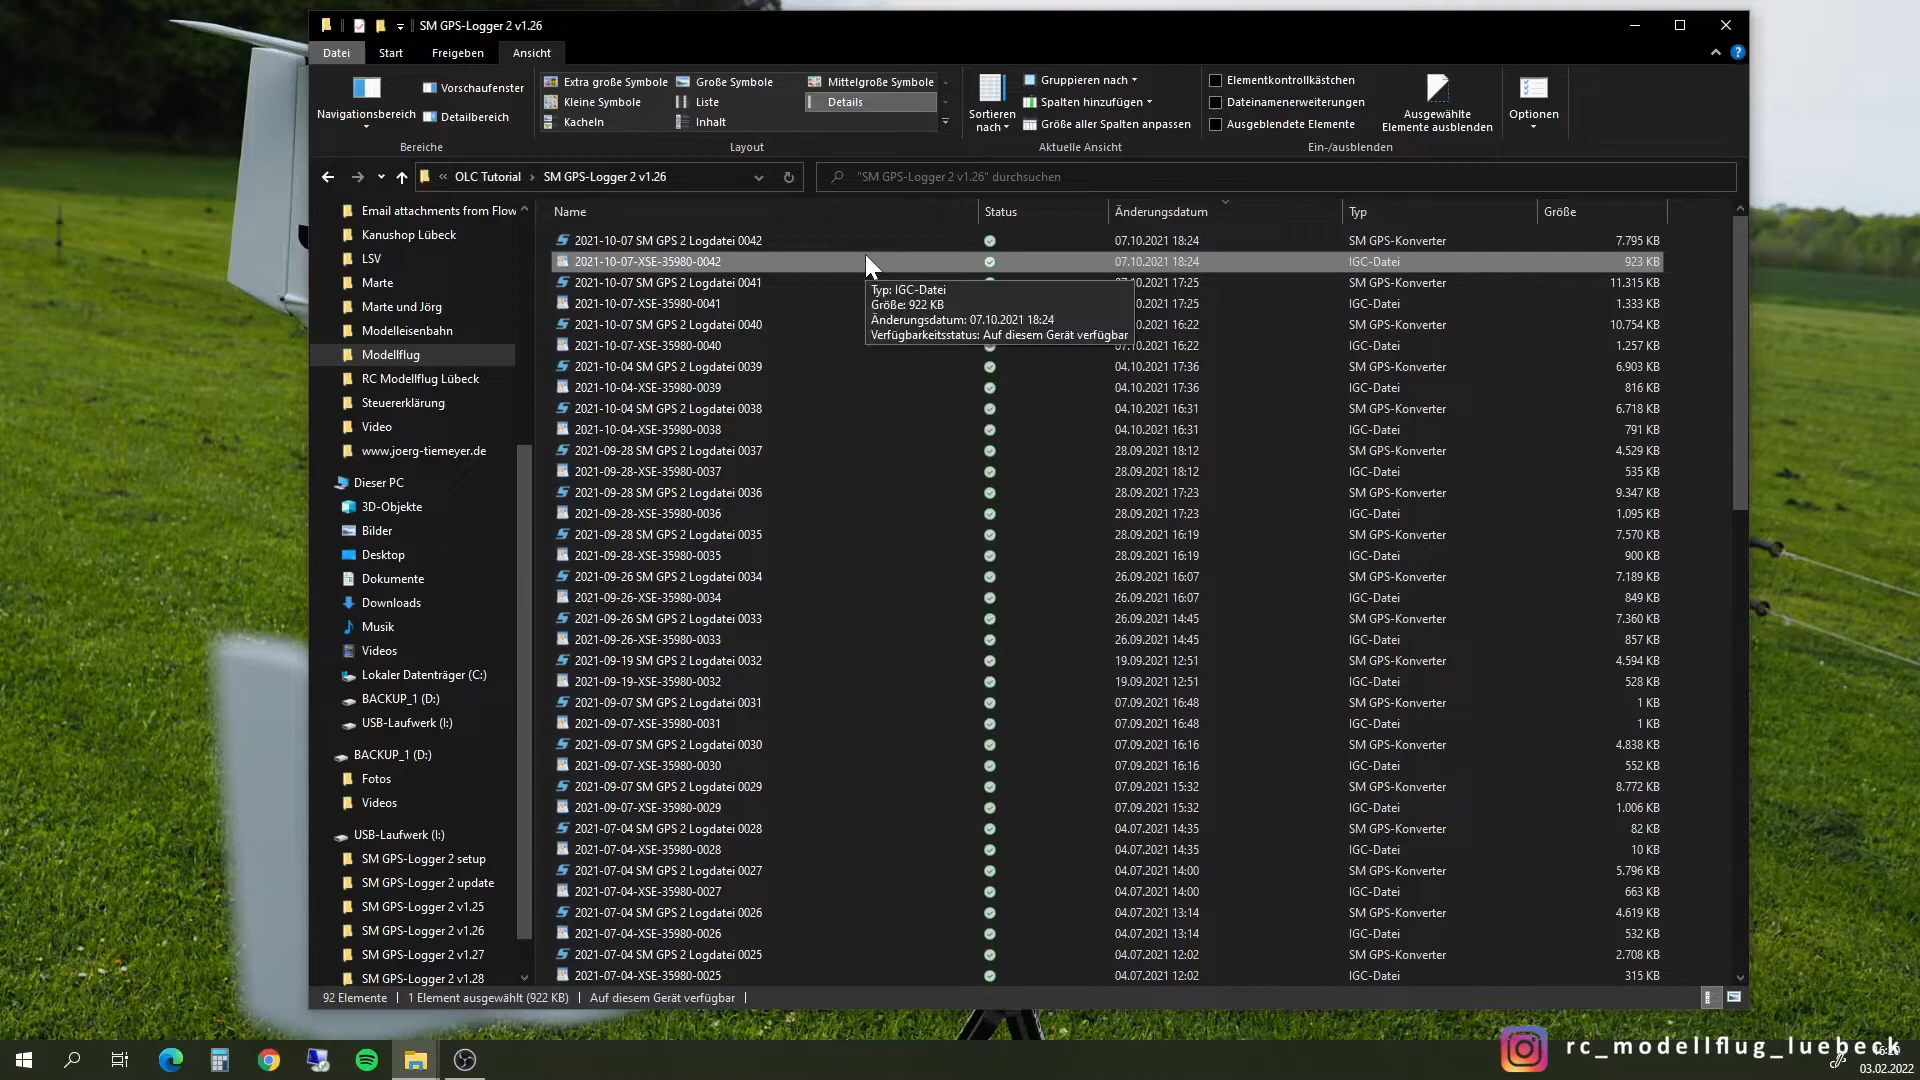 SM GPS-Logger 2 v1.26
Datei Start Freigeben Ansicht
Navigationsbereich
Vorschaufenster
Detailbereich
Bereiche
Extra große Symbole Große Symbole Mittelgroße Symbole
Kleine Symbole Liste Details
Kacheln Inhalt
Layout
Sortieren nach
Gruppieren nach
Spalten hinzufügen
Größe aller Spalten anpassen
Aktuelle Ansicht
Elementkontrollkästchen
Dateinamenerweiterungen
Ausgeblendete Elemente
Ausgewählte
Elemente ausblenden
Ein-/ausblenden
Optionen
« OLC Tutorial › SM GPS-Logger 2 v1.26
"SM GPS-Logger 2 v1.26" durchsuchen
Email attachments from Flow
Kanushop Lübeck
LSV
Marte
Marte und Jörg
Modelleisenbahn
Modellflug
RC Modellflug Lübeck
Steuererklärung
Video
www.joerg-tiemeyer.de
Dieser PC
3D-Objekte
Bilder
Desktop
Dokumente
Downloads
Musik
Videos
Lokaler Datenträger (C:)
BACKUP_1 (D:)
USB-Laufwerk (I:)
BACKUP_1 (D:)
Fotos
Videos
USB-Laufwerk (I:)
SM GPS-Logger 2 setup
SM GPS-Logger 2 update
SM GPS-Logger 2 v1.25
SM GPS-Logger 2 v1.26
SM GPS-Logger 2 v1.27
SM GPS-Logger 2 v1.28
Name Status Änderungsdatum Typ Größe
2021-10-07 SM GPS 2 Logdatei 0042 07.10.2021 18:24 SM GPS-Konverter 7.795 KB
2021-10-07-XSE-35980-0042 07.10.2021 18:24 IGC-Datei 923 KB
2021-10-07 SM GPS 2 Logdatei 0041 07.10.2021 17:25 SM GPS-Konverter 11.315 KB
2021-10-07-XSE-35980-0041 07.10.2021 17:25 IGC-Datei 1.333 KB
2021-10-07 SM GPS 2 Logdatei 0040 07.10.2021 16:22 SM GPS-Konverter 10.754 KB
2021-10-07-XSE-35980-0040 07.10.2021 16:22 IGC-Datei 1.257 KB
2021-10-04 SM GPS 2 Logdatei 0039 04.10.2021 17:36 SM GPS-Konverter 6.903 KB
2021-10-04-XSE-35980-0039 04.10.2021 17:36 IGC-Datei 816 KB
2021-10-04 SM GPS 2 Logdatei 0038 04.10.2021 16:31 SM GPS-Konverter 6.718 KB
2021-10-04-XSE-35980-0038 04.10.2021 16:31 IGC-Datei 791 KB
2021-09-28 SM GPS 2 Logdatei 0037 28.09.2021 18:12 SM GPS-Konverter 4.529 KB
2021-09-28-XSE-35980-0037 28.09.2021 18:12 IGC-Datei 535 KB
2021-09-28 SM GPS 2 Logdatei 0036 28.09.2021 17:23 SM GPS-Konverter 9.347 KB
2021-09-28-XSE-35980-0036 28.09.2021 17:23 IGC-Datei 1.095 KB
2021-09-28 SM GPS 2 Logdatei 0035 28.09.2021 16:19 SM GPS-Konverter 7.570 KB
2021-09-28-XSE-35980-0035 28.09.2021 16:19 IGC-Datei 900 KB
2021-09-26 SM GPS 2 Logdatei 0034 26.09.2021 16:07 SM GPS-Konverter 7.189 KB
2021-09-26-XSE-35980-0034 26.09.2021 16:07 IGC-Datei 849 KB
2021-09-26 SM GPS 2 Logdatei 0033 26.09.2021 14:45 SM GPS-Konverter 7.360 KB
2021-09-26-XSE-35980-0033 26.09.2021 14:45 IGC-Datei 857 KB
2021-09-19 SM GPS 2 Logdatei 0032 19.09.2021 12:51 SM GPS-Konverter 4.594 KB
2021-09-19-XSE-35980-0032 19.09.2021 12:51 IGC-Datei 528 KB
2021-09-07 SM GPS 2 Logdatei 0031 07.09.2021 16:48 SM GPS-Konverter 1 KB
2021-09-07-XSE-35980-0031 07.09.2021 16:48 IGC-Datei 1 KB
2021-09-07 SM GPS 2 Logdatei 0030 07.09.2021 16:16 SM GPS-Konverter 4.838 KB
2021-09-07-XSE-35980-0030 07.09.2021 16:16 IGC-Datei 552 KB
2021-09-07 SM GPS 2 Logdatei 0029 07.09.2021 15:32 SM GPS-Konverter 8.772 KB
2021-09-07-XSE-35980-0029 07.09.2021 15:32 IGC-Datei 1.006 KB
2021-07-04 SM GPS 2 Logdatei 0028 04.07.2021 14:35 SM GPS-Konverter 82 KB
2021-07-04-XSE-35980-0028 04.07.2021 14:35 IGC-Datei 10 KB
2021-07-04 SM GPS 2 Logdatei 0027 04.07.2021 14:00 SM GPS-Konverter 5.796 KB
2021-07-04-XSE-35980-0027 04.07.2021 14:00 IGC-Datei 663 KB
2021-07-04 SM GPS 2 Logdatei 0026 04.07.2021 13:14 SM GPS-Konverter 4.619 KB
2021-07-04-XSE-35980-0026 04.07.2021 13:14 IGC-Datei 532 KB
2021-07-04 SM GPS 2 Logdatei 0025 04.07.2021 12:02 SM GPS-Konverter 2.708 KB
2021-07-04-XSE-35980-0025 04.07.2021 12:02 IGC-Datei 315 KB
Typ: IGC-Datei
Größe: 922 KB
Änderungsdatum: 07.10.2021 18:24
Verfügbarkeitsstatus: Auf diesem Gerät verfügbar
92 Elemente 1 Element ausgewählt (922 KB) Auf diesem Gerät verfügbar
rc_modellflug_luebeck
03.02.2022